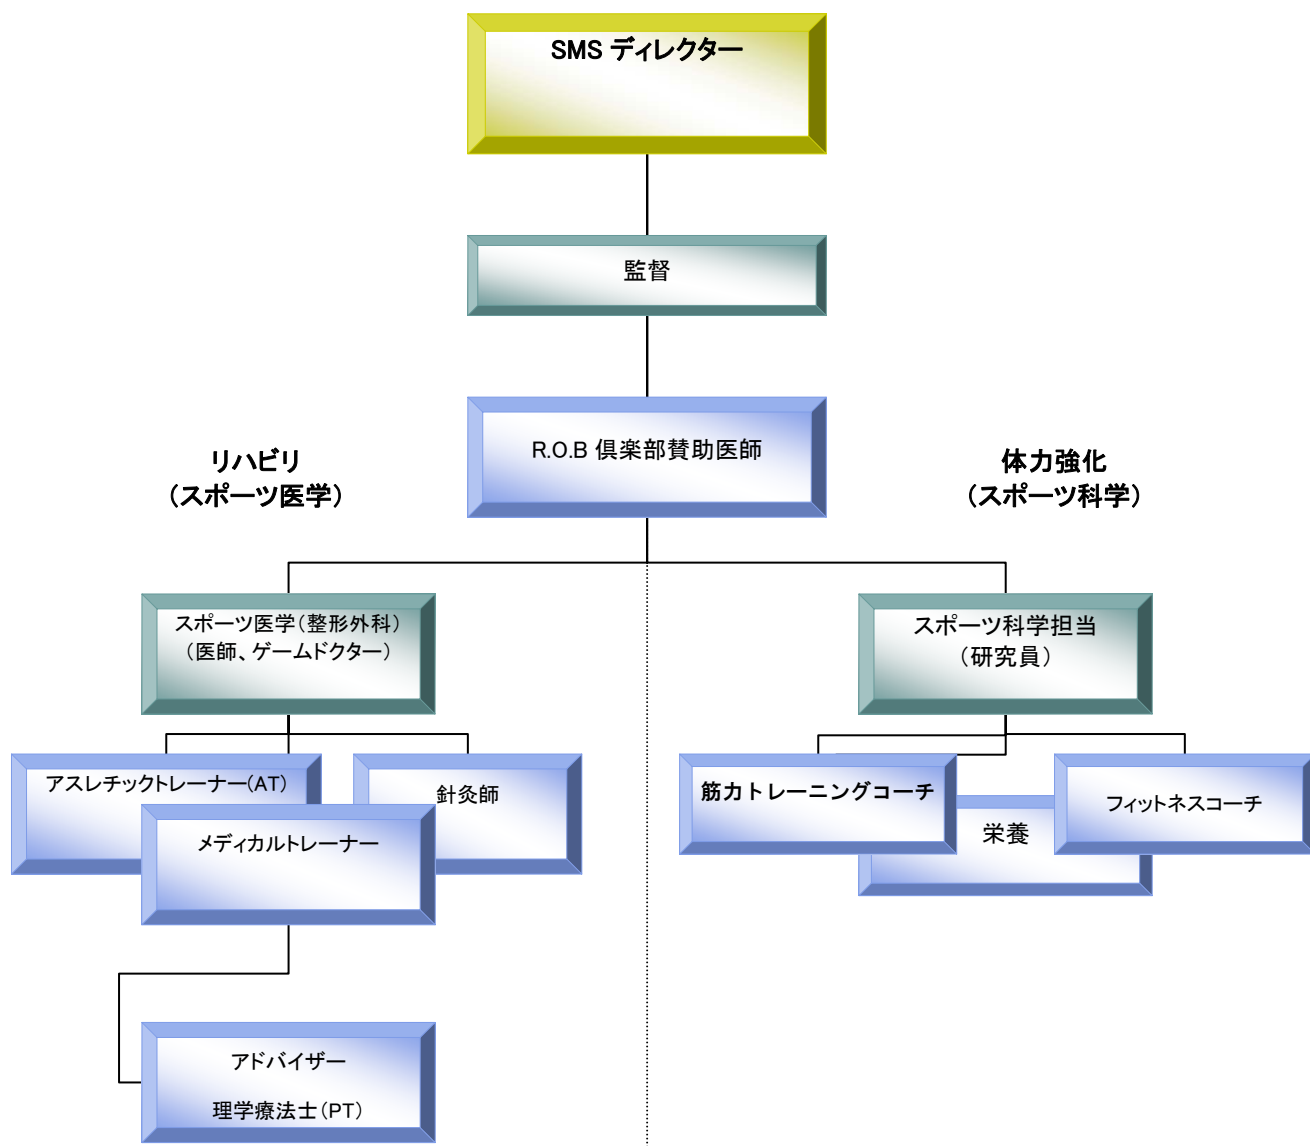 SMS ディレクター
監督
R.O.B 倶楽部賛助医師
リハビリ
（スポーツ医学）
体力強化
（スポーツ科学）
スポーツ医学（整形外科）
（医師、ゲームドクター）
スポーツ科学担当
（研究員）
アスレチックトレーナー(AT)
針灸師
メディカルトレーナー
筋力トレーニングコーチ
栄養
フィットネスコーチ
アドバイザー
理学療法士（PT）